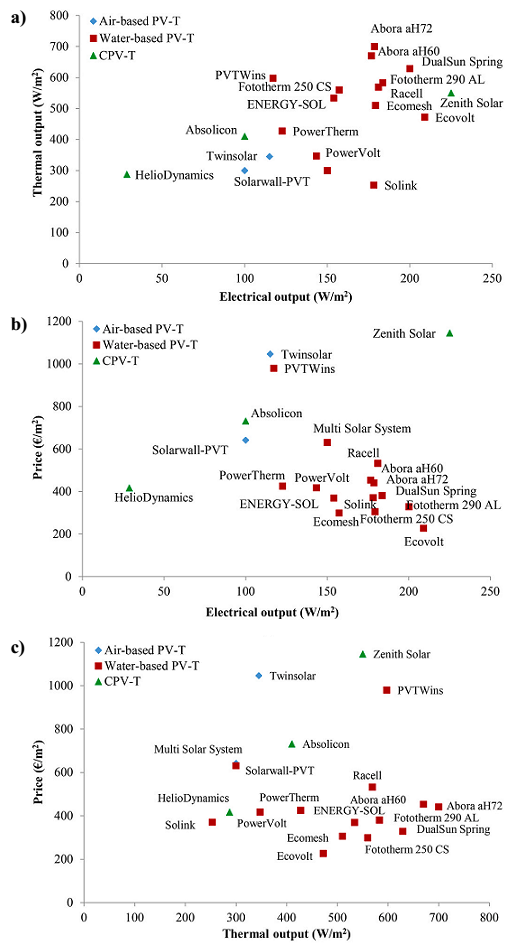 a)
Air-based PV-T
Water-based PV-T
CPV-T
Abora aH72
Abora aH60
DualSun Spring
PVTWins
Fototherm 250 CS
Fototherm 290 AL
Racell
ENERGY-SOL
Ecomesh
Zenith Solar
Ecovolt
Absolicon
PowerTherm
Twinsolar
PowerVolt
HelioDynamics
Solarwall-PVT
Solink
Thermal output (W/m²)
800
700
600
500
400
300
200
100
0
0 50 100 150 200 250
Electrical output (W/m²)
b)
Air-based PV-T
Water-based PV-T
CPV-T
Zenith Solar
Twinsolar
PVTWins
Absolicon
Multi Solar System
Solarwall-PVT
Racell
Abora aH60
PowerTherm
PowerVolt
Abora aH72
DualSun Spring
HelioDynamics
ENERGY-SOL
Solink
Fototherm 290 AL
Ecomesh
Fototherm 250 CS
Ecovolt
Price (€/m²)
1200
1000
800
600
400
200
0
0 50 100 150 200 250
Electrical output (W/m²)
c)
Air-based PV-T
Water-based PV-T
CPV-T
Zenith Solar
Twinsolar
PVTWins
Absolicon
Multi Solar System
Solarwall-PVT
Racell
HelioDynamics
PowerTherm
Abora aH60
Abora aH72
ENERGY-SOL
Fototherm 290 AL
Solink
PowerVolt
DualSun Spring
Ecomesh
Fototherm 250 CS
Ecovolt
Price (€/m²)
1200
1000
800
600
400
200
0
0 100 200 300 400 500 600 700 800
Thermal output (W/m²)